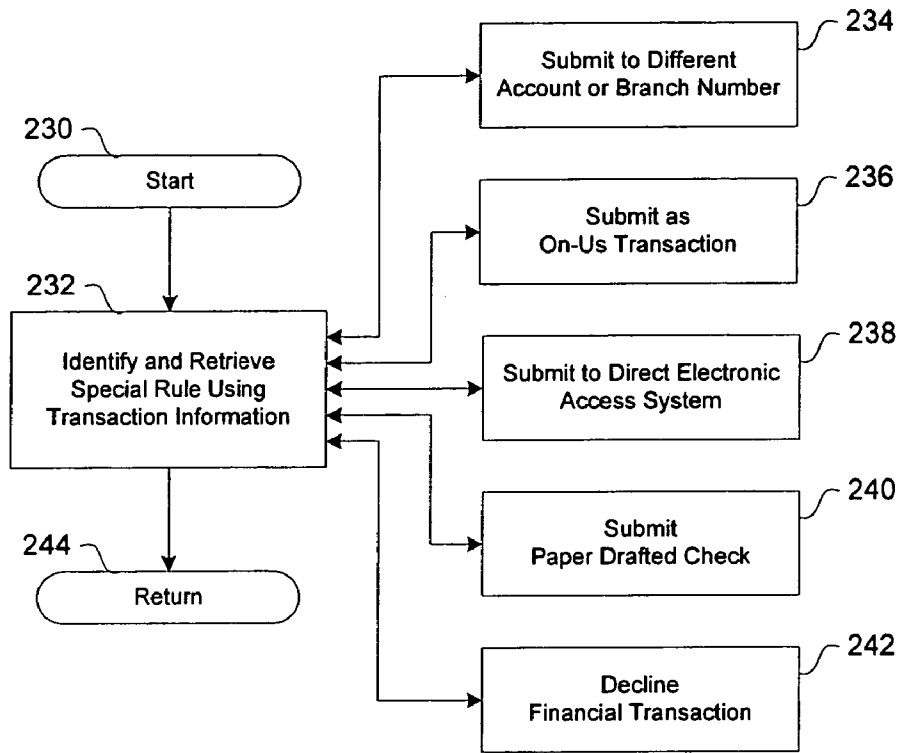 234
Submit to Different
Account or Branch Number
230
Start
236
Submit as
On-Us Transaction
232
Identify and Retrieve
Special Rule Using
Transaction Information
238
Submit to Direct Electronic
Access System
240
Submit
Paper Drafted Check
244
Return
242
Decline
Financial Transaction